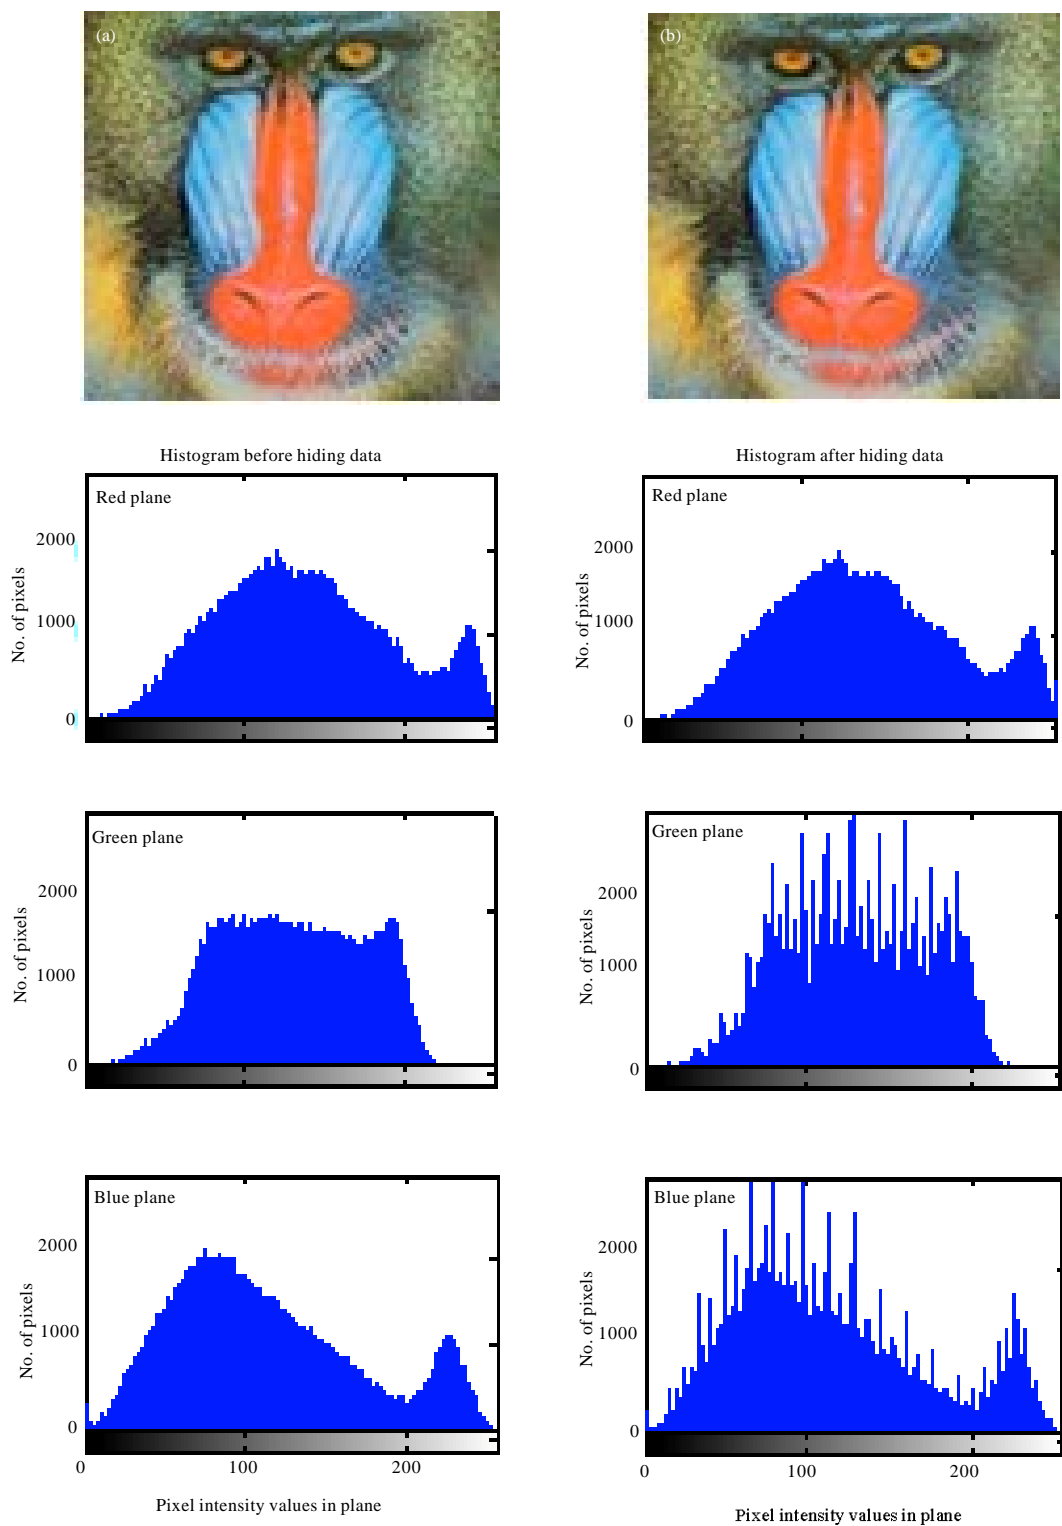 (a)
(b)
Histogram before hiding data
Histogram after hiding data
Red plane
No. of pixels
2000
1000
0
Red plane
No. of pixels
2000
1000
0
Green plane
No. of pixels
2000
1000
0
Green plane
No. of pixels
2000
1000
0
Blue plane
No. of pixels
2000
1000
0
0 100 200
Pixel intensity values in plane
Blue plane
No. of pixels
2000
1000
0
0 100 200
Pixel intensity values in plane